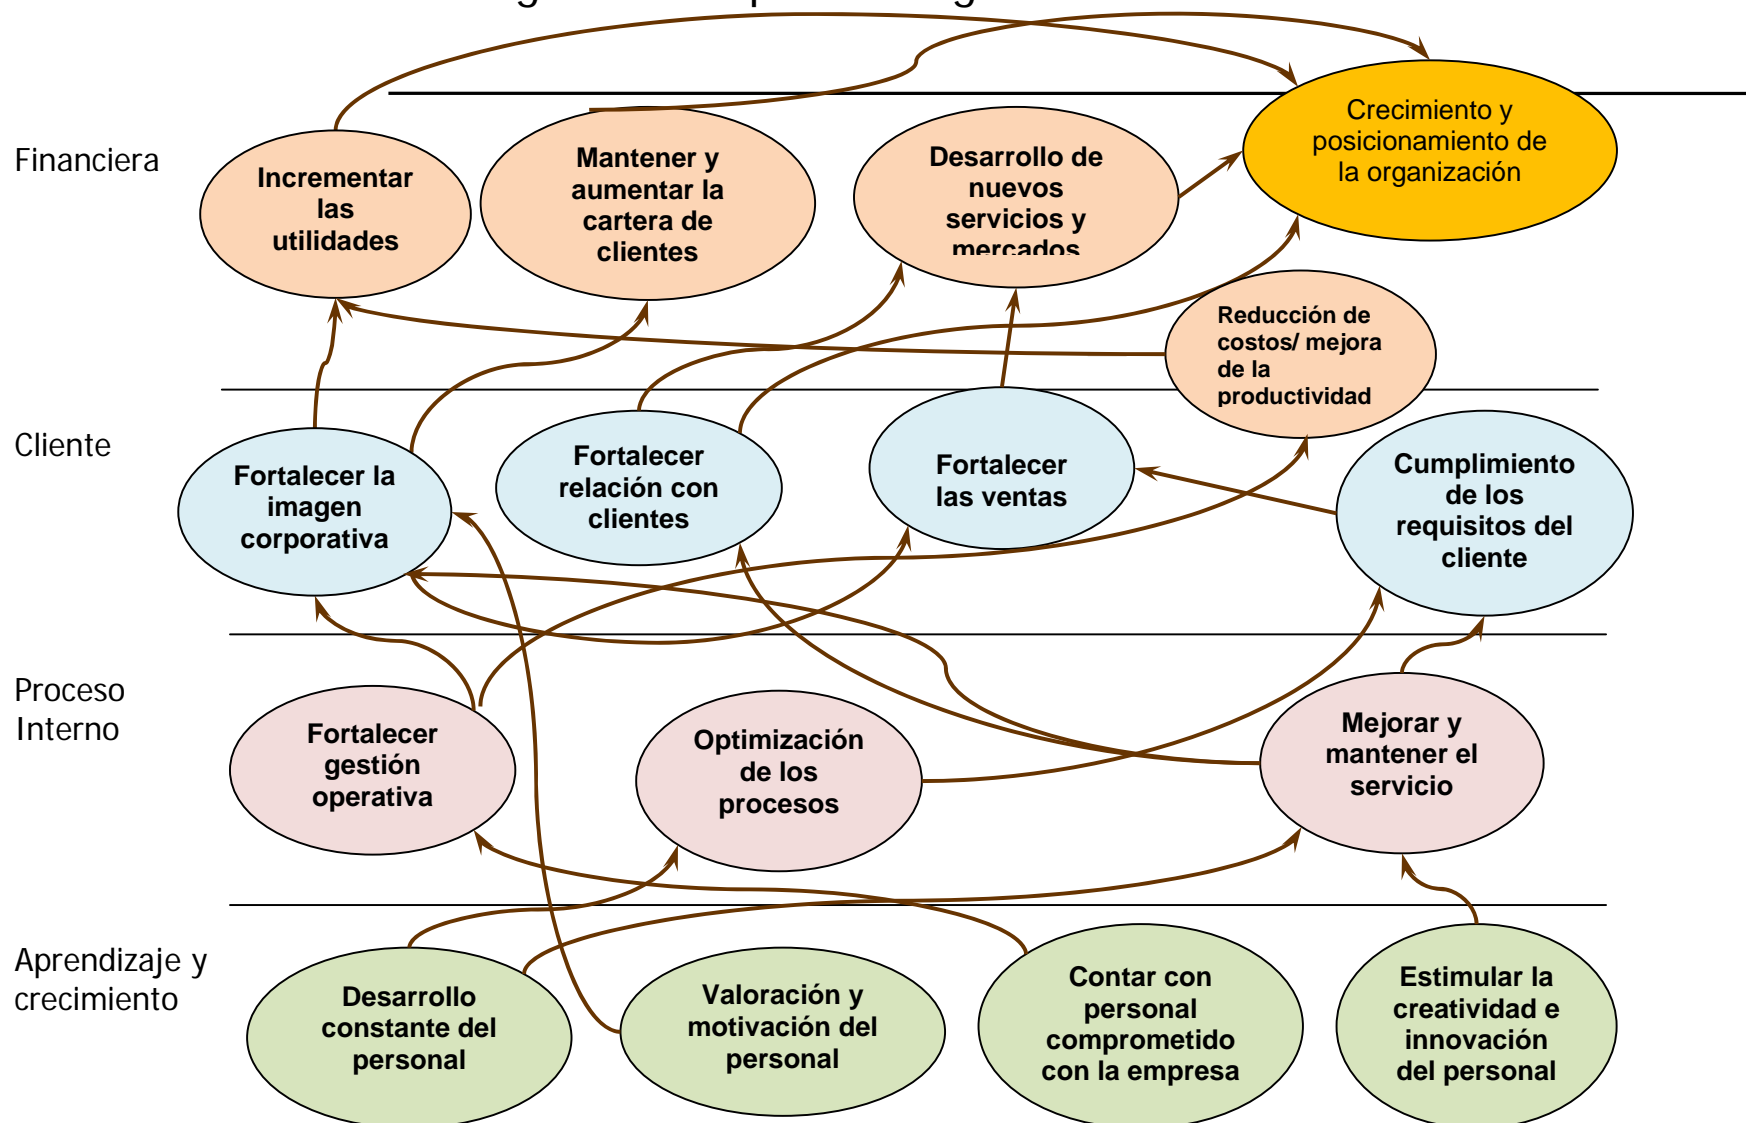 Financiera
Incrementar
las
utilidades
Mantener y
aumentar la
cartera de
clientes
Desarrollo de
nuevos
servicios y
mercados
Crecimiento y
posicionamiento de
la organización
Reducción de
costos/ mejora
de la
productividad
Cliente
Fortalecer la
imagen
corporativa
Fortalecer
relación con
clientes
Fortalecer
las ventas
Cumplimiento
de los
requisitos del
cliente
Proceso
Interno
Fortalecer
gestión
operativa
Optimización
de los
procesos
Mejorar y
mantener el
servicio
Aprendizaje y
crecimiento
Desarrollo
constante del
personal
Valoración y
motivación del
personal
Contar con
personal
comprometido
con la empresa
Estimular la
creatividad e
innovación
del personal